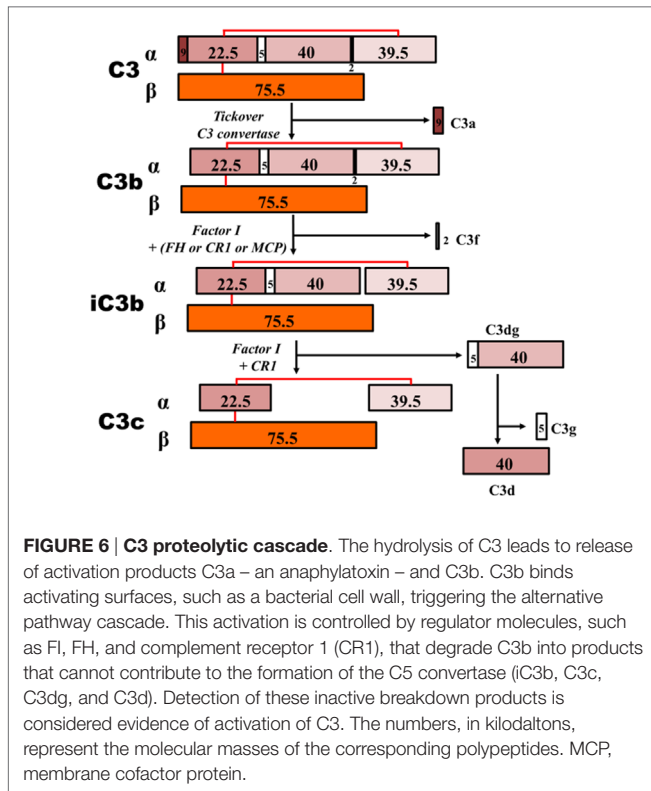 α 9 22.5 5 40 39.5
C3
2
β 75.5
Tickover
C3 convertase
9 C3a
α 22.5 5 40 39.5
C3b
2
β 75.5
Factor I
+ (FH or CR1 or MCP)
2 C3f
α 22.5 5 40 39.5
iC3b
β 75.5
C3dg
Factor I
+ CR1
5 40
α 22.5 39.5
C3c
β 75.5
5 C3g
40
C3d
FIGURE 6 | C3 proteolytic cascade. The hydrolysis of C3 leads to release
of activation products C3a – an anaphylatoxin – and C3b. C3b binds
activating surfaces, such as a bacterial cell wall, triggering the alternative
pathway cascade. This activation is controlled by regulator molecules, such
as FI, FH, and complement receptor 1 (CR1), that degrade C3b into products
that cannot contribute to the formation of the C5 convertase (iC3b, C3c,
C3dg, and C3d). Detection of these inactive breakdown products is
considered evidence of activation of C3. The numbers, in kilodaltons,
represent the molecular masses of the corresponding polypeptides. MCP,
membrane cofactor protein.